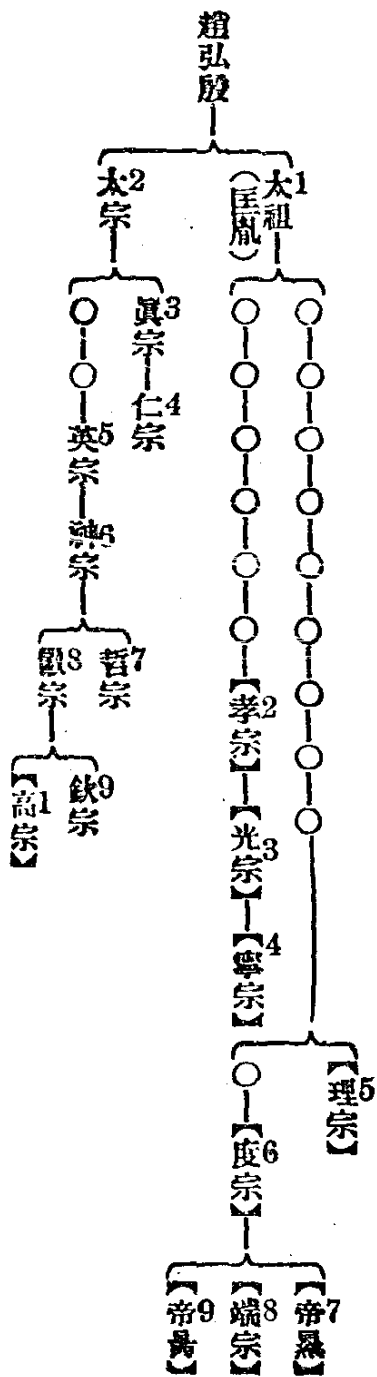 趙弘殷
太祖1
(匡胤)
太宗2
眞宗3
仁宗4
○
○
英宗5
神宗6
哲宗7
徽宗8
欽宗9
【高宗】1
○
○
○
○
○
○
【孝宗】2
【光宗】3
【寧宗】4
○
○
○
○
○
○
○
○
○
【理宗】5
○
【度宗】6
【帝㬎】7
【端宗】8
【帝昺】9